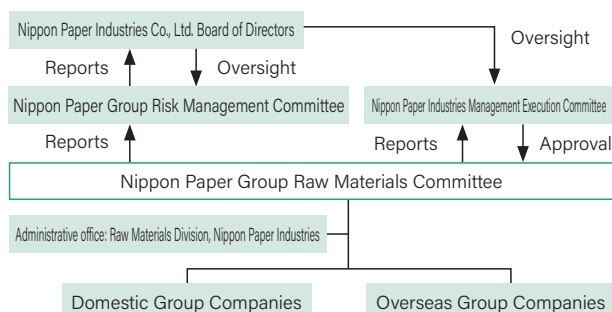 Nippon Paper Industries Co., Ltd. Board of Directors
Oversight
Reports
Oversight
Nippon Paper Group Risk Management Committee
Nippon Paper Industries Management Execution Committee
Reports
Reports
Approval
Nippon Paper Group Raw Materials Committee
Administrative office: Raw Materials Division, Nippon Paper Industries
Domestic Group Companies
Overseas Group Companies